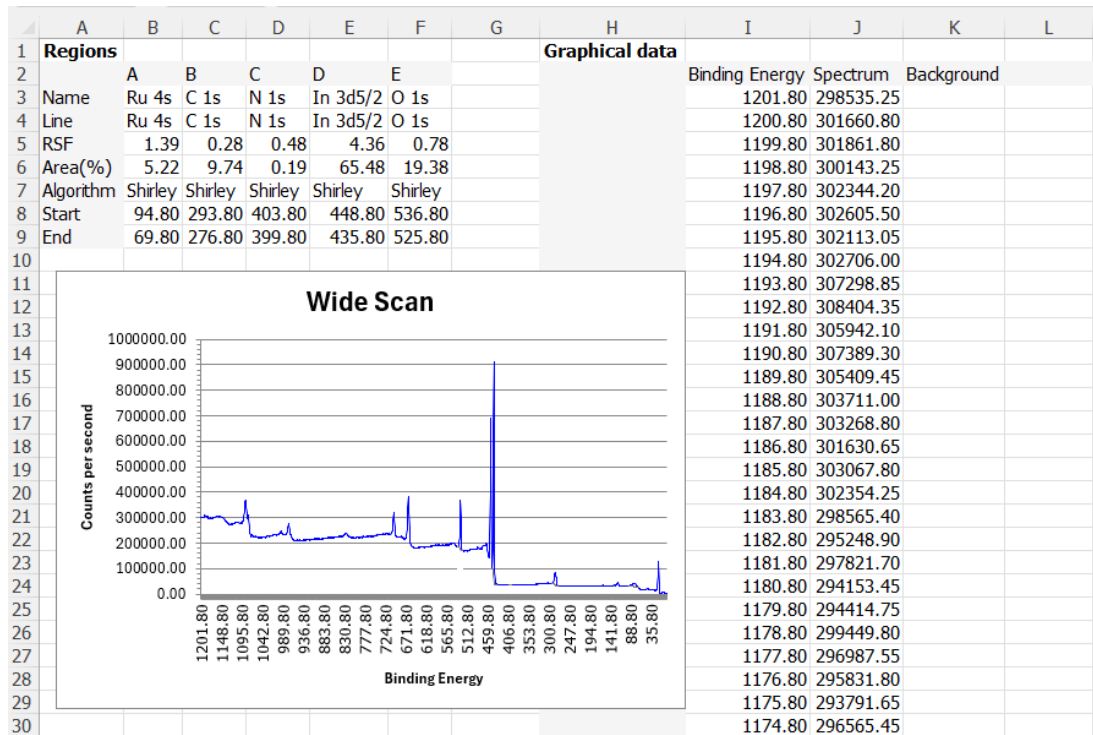 A B C D E F G H I J K L
1 Regions Graphical data
2 A B C D E Binding Energy Spectrum Background
3 Name Ru 4s C 1s N 1s In 3d5/2 O 1s 1201.80 298535.25
4 Line Ru 4s C 1s N 1s In 3d5/2 O 1s 1200.80 301660.80
5 RSF 1.39 0.28 0.48 4.36 0.78 1199.80 301861.80
6 Area(%) 5.22 9.74 0.19 65.48 19.38 1198.80 300143.25
7 Algorithm Shirley Shirley Shirley Shirley Shirley 1197.80 302344.20
8 Start 94.80 293.80 403.80 448.80 536.80 1196.80 302605.50
9 End 69.80 276.80 399.80 435.80 525.80 1195.80 302113.05
10 1194.80 302706.00
11 1193.80 307298.85
12 1192.80 308404.35
13 1191.80 305942.10
14 1190.80 307389.30
15 1189.80 305409.45
16 1188.80 303711.00
17 1187.80 303268.80
18 1186.80 301630.65
19 1185.80 303067.80
20 1184.80 302354.25
21 1183.80 298565.40
22 1182.80 295248.90
23 1181.80 297821.70
24 1180.80 294153.45
25 1179.80 294414.75
26 1178.80 299449.80
27 1177.80 296987.55
28 1176.80 295831.80
29 1175.80 293791.65
30 1174.80 296565.45
Wide Scan
Counts per second
1000000.00
900000.00
800000.00
700000.00
600000.00
500000.00
400000.00
300000.00
200000.00
100000.00
0.00
1201.80 1148.80 1095.80 1042.80 989.80 936.80 883.80 830.80 777.80 724.80 671.80 618.80 565.80 512.80 459.80 406.80 353.80 300.80 247.80 194.80 141.80 88.80 35.80
Binding Energy